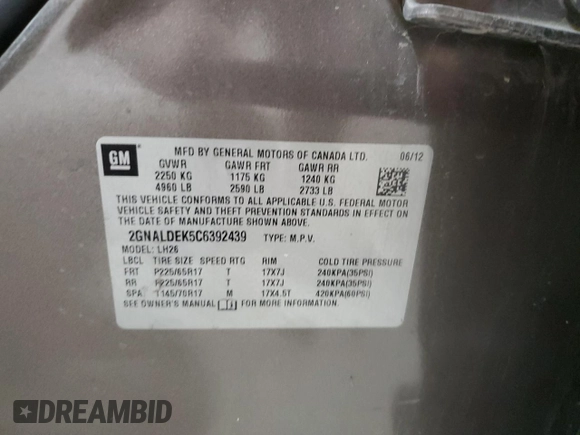 GM
MFD BY GENERAL MOTORS OF CANADA LTD. 06/12
GVWR GAWR FRT GAWR RR
2250 KG 1175 KG 1240 KG
4960 LB 2590 LB 2733 LB
THIS VEHICLE CONFORMS TO ALL APPLICABLE U.S. FEDERAL MOTOR
VEHICLE SAFETY AND THEFT PREVENTION STANDARDS IN EFFECT ON THE
DATE OF MANUFACTURE SHOWN ABOVE.
2GNALDEK5C6392439 TYPE: M.P.V.
MODEL: LH26
LBCL TIRE SIZE SPEED RTG RIM COLD TIRE PRESSURE
FRT P225/65R17 T 17X7J 240KPA(35PSI)
RR P225/65R17 T 17X7J 240KPA(35PSI)
SPA T145/70R17 M 17X4.5T 420KPA(60PSI)
SEE OWNER'S MANUAL FOR MORE INFORMATION.
DREAMBID